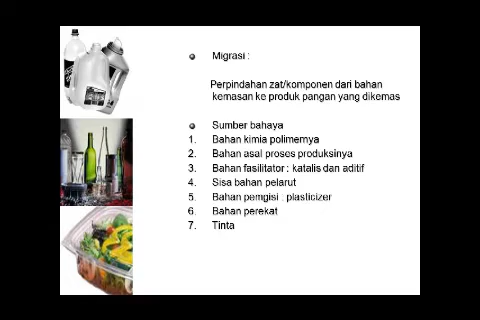 Migrasi :
Perpindahan zat/komponen dari bahan
kemasan ke produk pangan yang dikemas
Sumber bahaya
1. Bahan kimia polimernya
2. Bahan asal proses produksinya
3. Bahan fasilitator : katalis dan aditif
4. Sisa bahan pelarut
5. Bahan pemgisi : plasticizer
6. Bahan perekat
7. Tinta